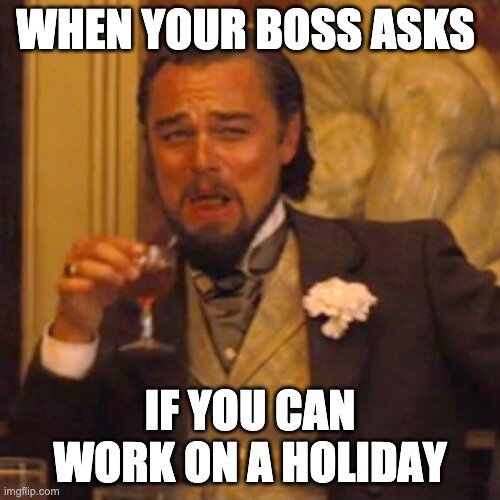 WHEN YOUR BOSS ASKS
IF YOU CAN
WORK ON A HOLIDAY
imgflip.com